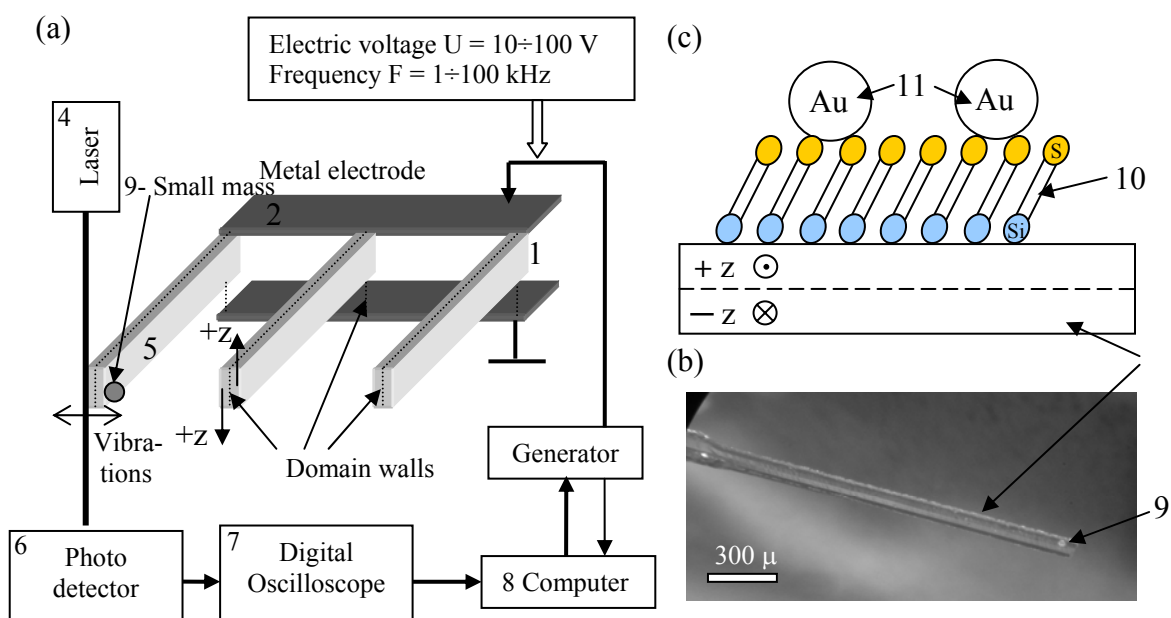 (a)
Electric voltage U = 10÷100 V
Frequency F = 1÷100 kHz
4
Laser
9- Small mass
Metal electrode
2
1
5
+z
+z
Vibra-
tions
Domain walls
Generator
6
Photo
detector
7
Digital
Oscilloscope
8 Computer
(c)
Au
11
Au
S
10
Si
+ z
— z
(b)
9
300 μ